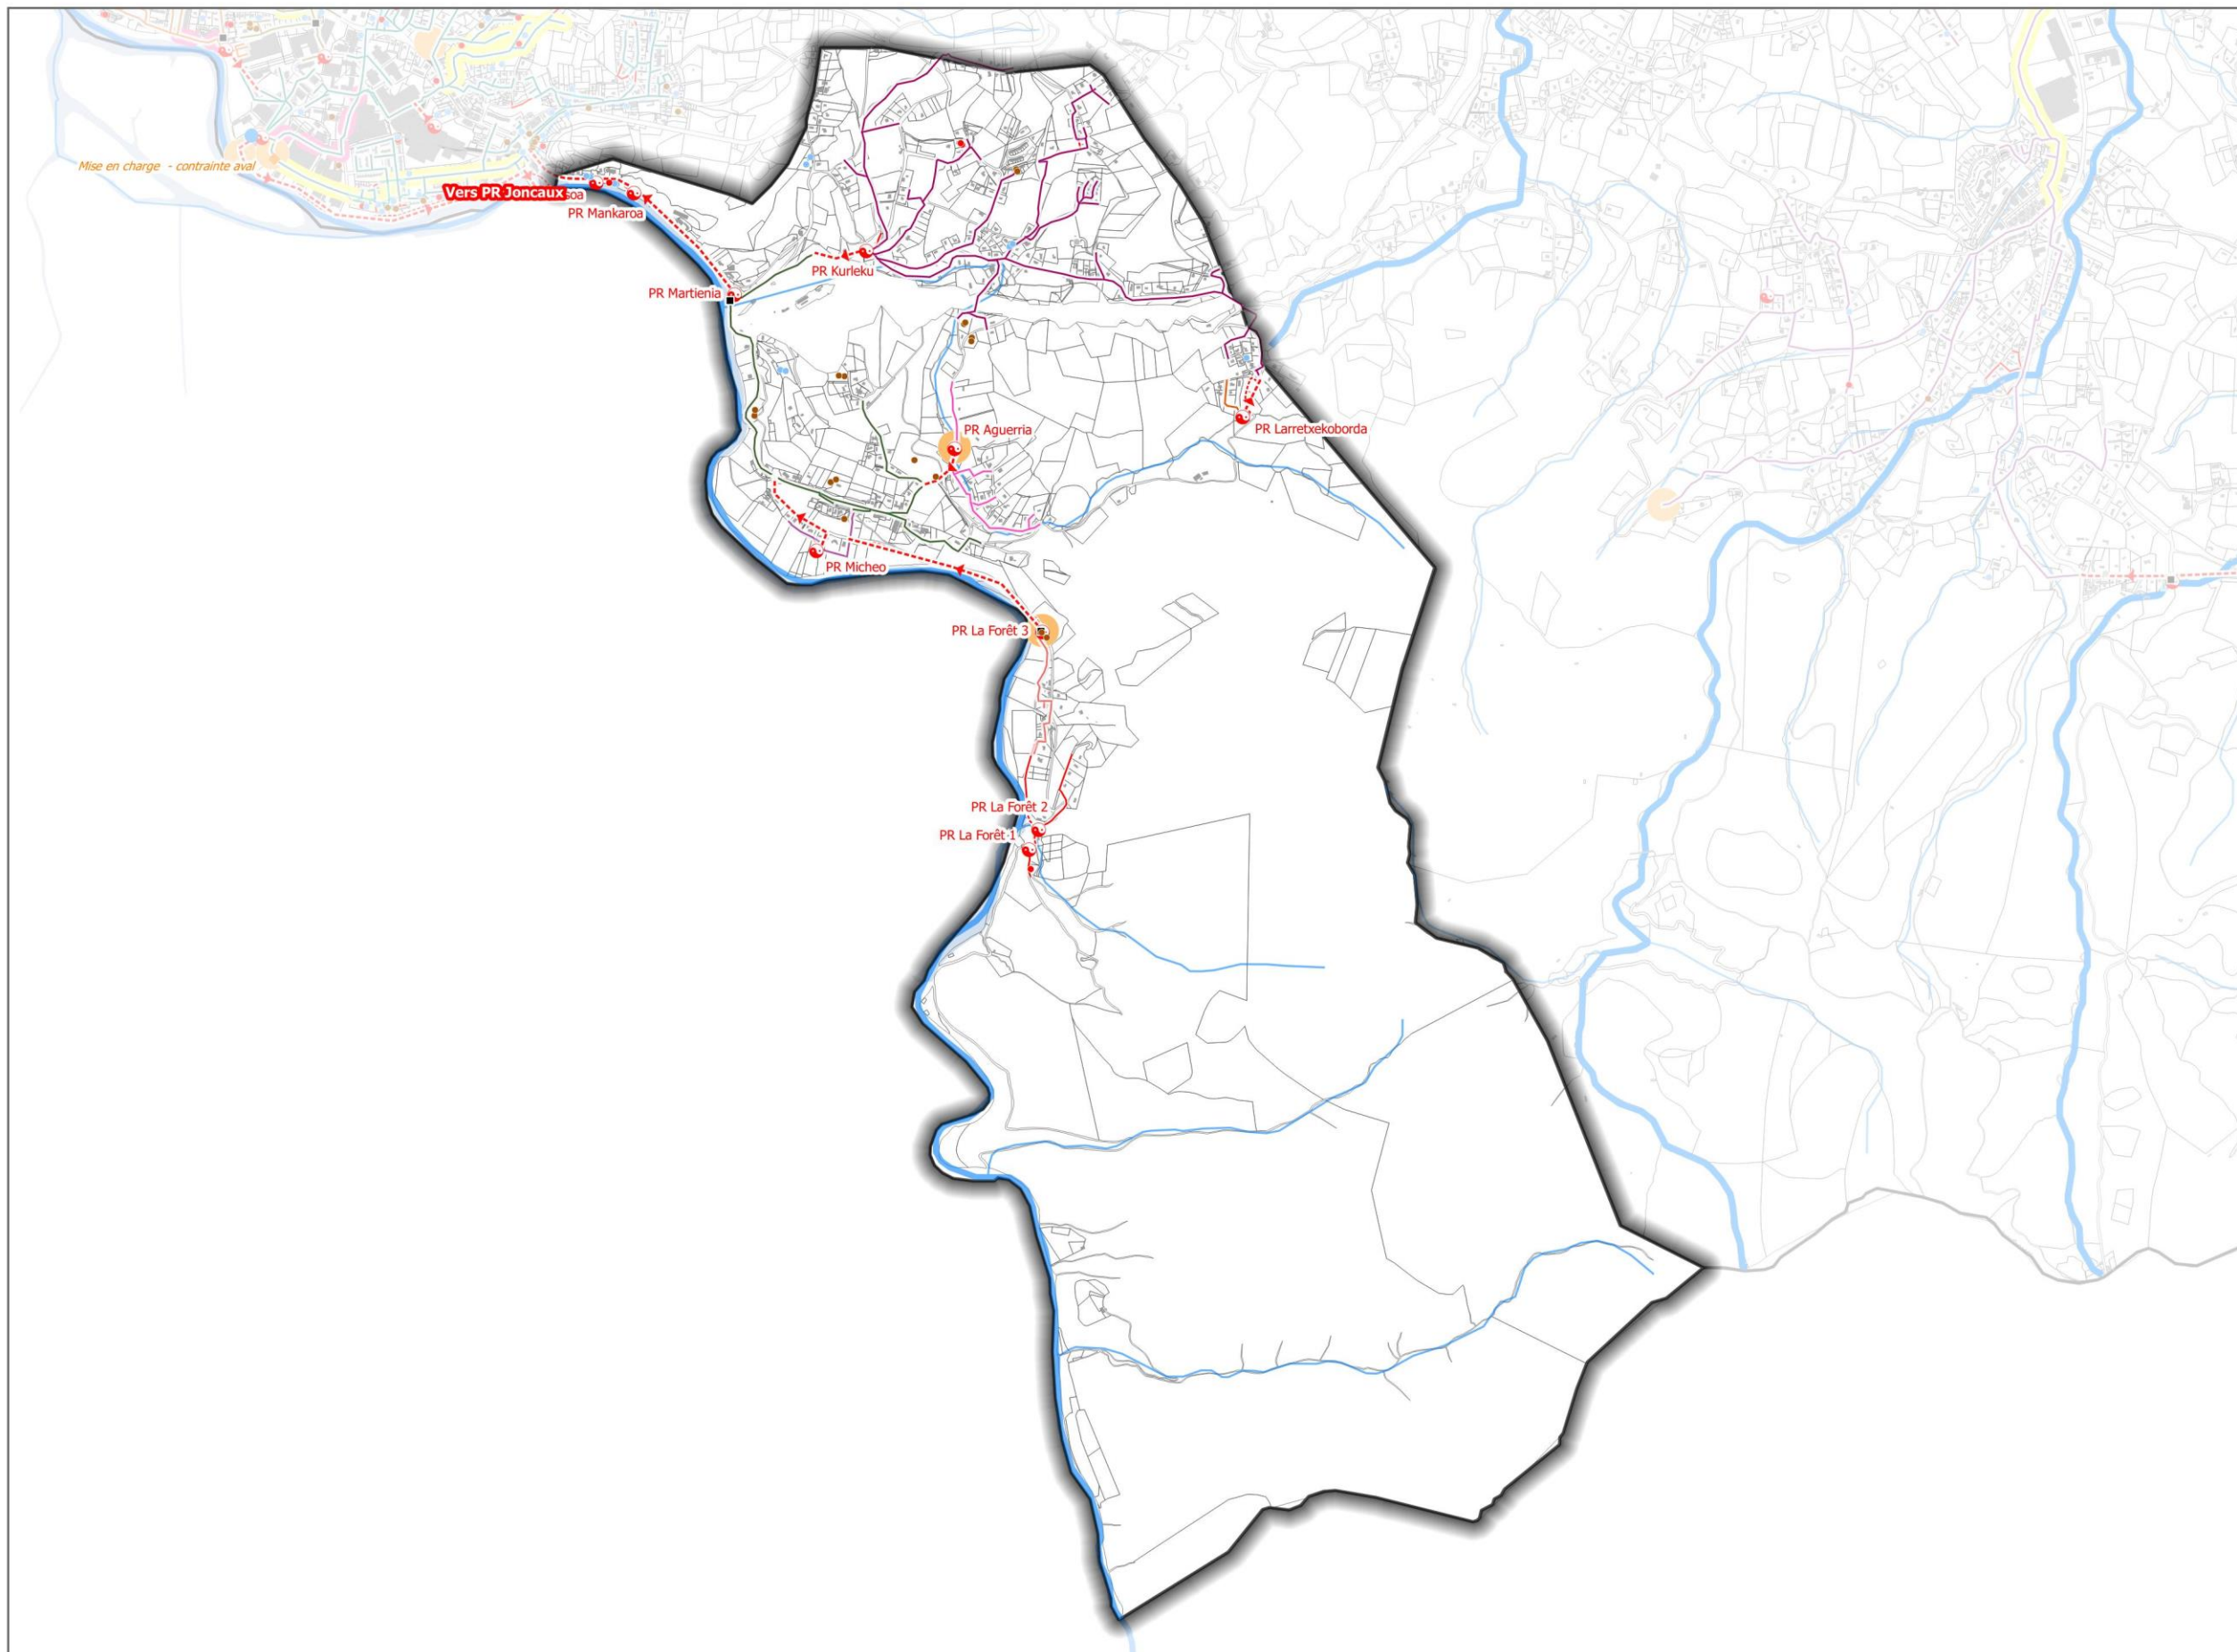 Mise en charge - contrainte aval
Vers PR Joncaux
PR Mankaroa
PR Kurleku
PR Martienia
PR Larretxekoborda
PR Aguerria
PR Micheo
PR La Forêt 3
PR La Forêt 2
PR La Forêt 1